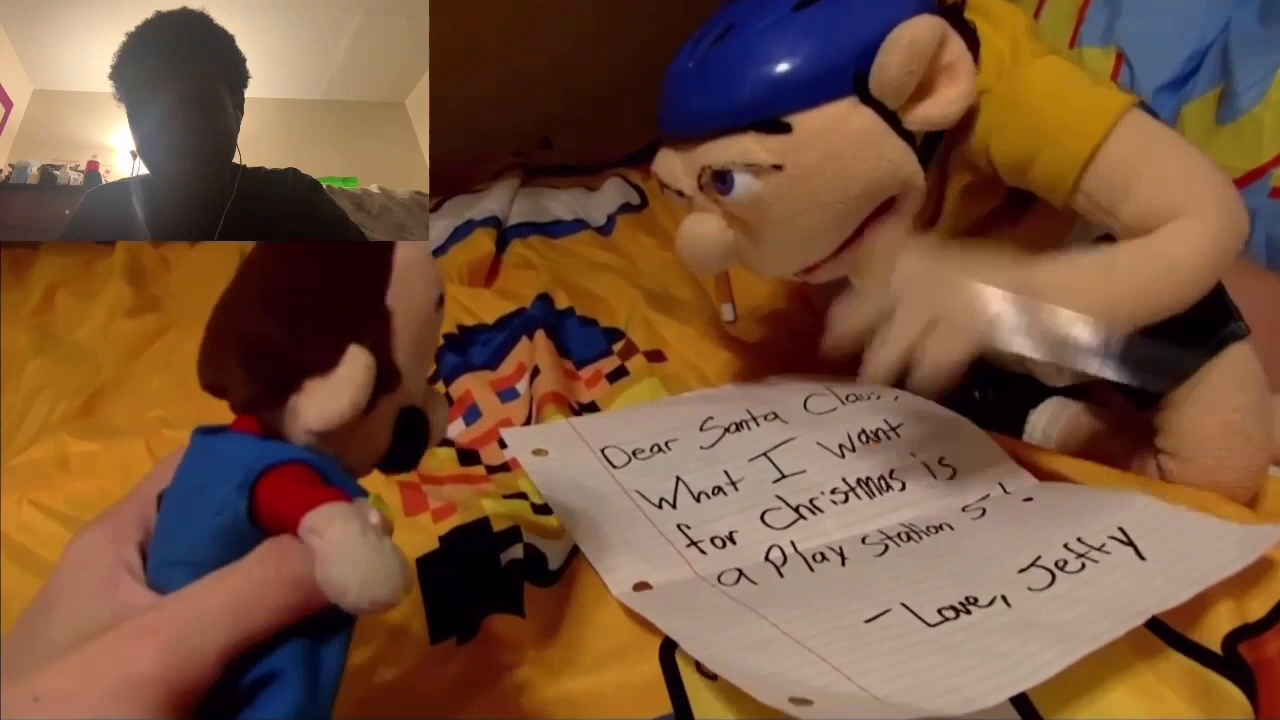 Dear Santa Claus,
What I want
for Christmas is
a Play Station 5!.
- Love, Jeffy